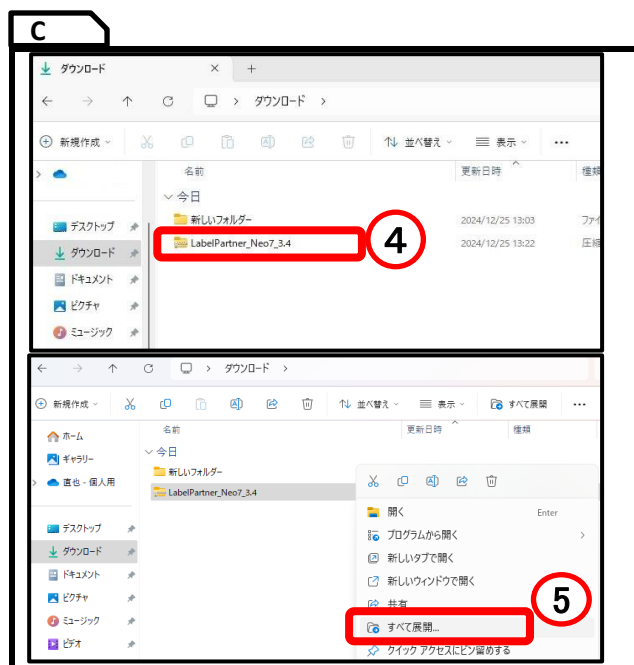 C
ダウンロード
ダウンロード
新規作成 並べ替え 表示
名前 更新日時 種類
今日
新しいフォルダー 2024/12/25 13:03 ファイ
LabelPartner_Neo7_3.4 2024/12/25 13:22 圧縮
4
デスクトップ
ダウンロード
ドキュメント
ピクチャ
ミュージック
ダウンロード
新規作成 並べ替え 表示 すべて展開
名前 更新日時 種類
ホーム
ギャラリー
直也 - 個人用
デスクトップ
ダウンロード
ドキュメント
ピクチャ
ミュージック
ビデオ
今日
新しいフォルダー
LabelPartner_Neo7_3.4
開く Enter
プログラムから開く
新しいタブで開く
新しいウィンドウで開く
共有
すべて展開...
クイック アクセスにピン留めする
5